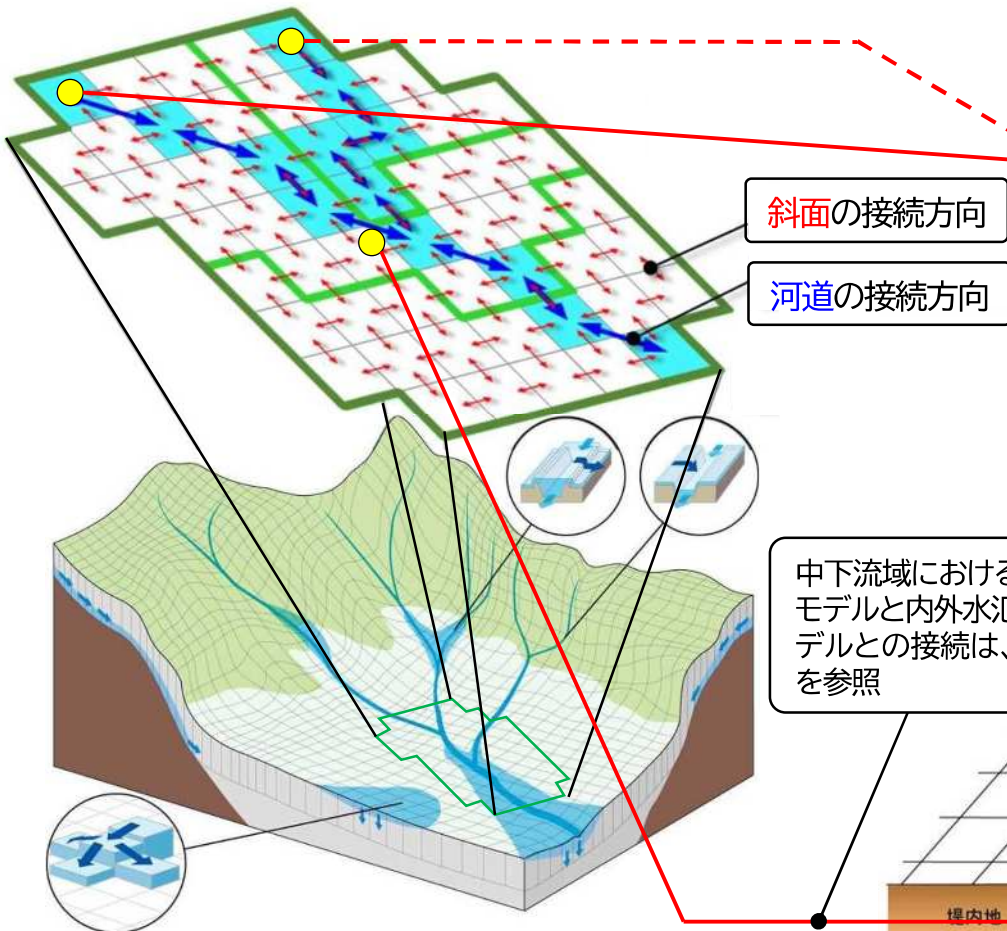 斜面の接続方向
河道の接続方向
中下流域における
モデルと内外水氾
デルとの接続は、
を参照
堤内地